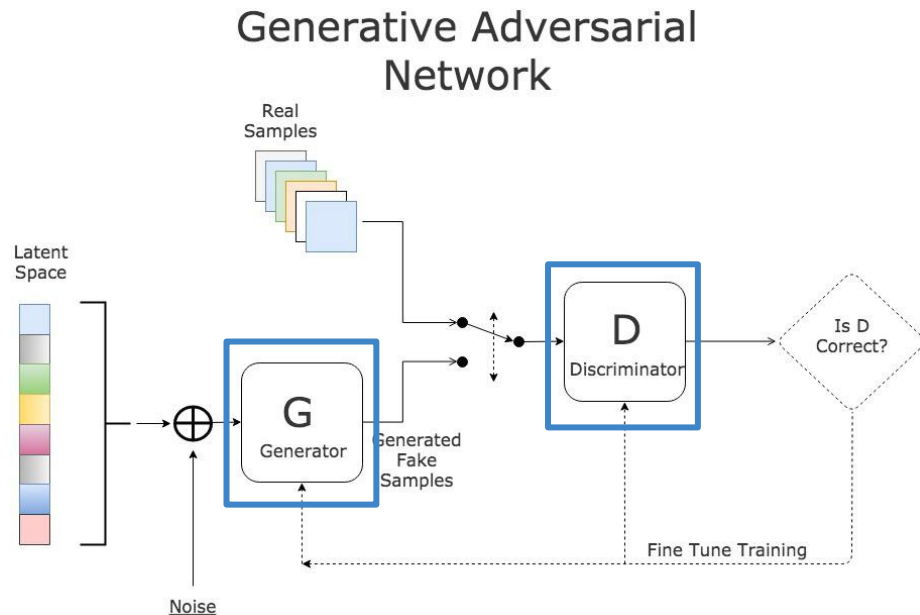 Generative Adversarial
Network
Real
Samples
Latent
Space
G
Generator
Generated
Fake
Samples
D
Discriminator
Is D
Correct?
Fine Tune Training
Noise